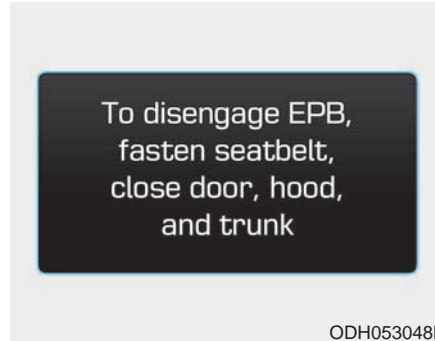 To disengage EPB,
fasten seatbelt,
close door, hood,
and trunk
ODH053048